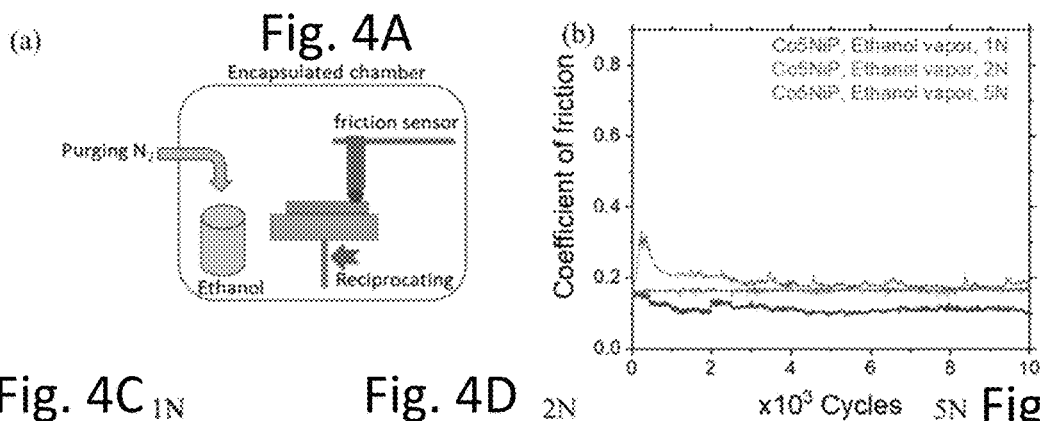 (a)
Fig. 4A
Encapsulated chamber
friction sensor
Purging N₂
Ethanol
Reciprocating
(b)
Co5NiP, Ethanol vapor, 1N
Co5NiP, Ethanol vapor, 2N
Co5NiP, Ethanol vapor, 5N
Coefficient of friction
0.8
0.6
0.4
0.2
0.0
0 2 4 6 8 10
x10³ Cycles
Fig. 4C 1N
Fig. 4D 2N
5N Fig